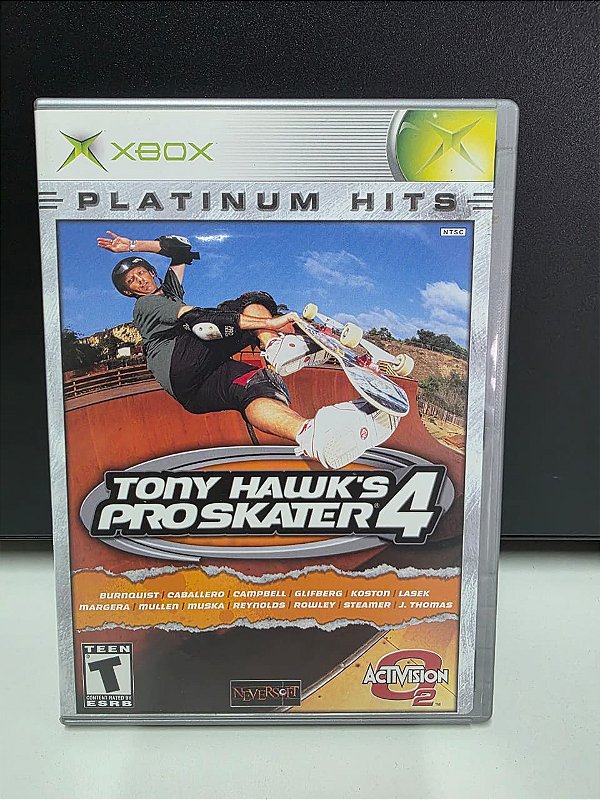 XBOX
PLATINUM HITS
NTSC
TONY HAWK'S
PRO SKATER® 4
BURNQUIST | CABALLERO | CAMPBELL | GLIFBERG | KOSTON | LASEK
MARGERA | MULLEN | MUSKA | REYNOLDS | ROWLEY | STEAMER | J. THOMAS
TEEN
T
CONTENT RATED BY
ESRB
NEVERSOFT
ACTIVISION
O2™